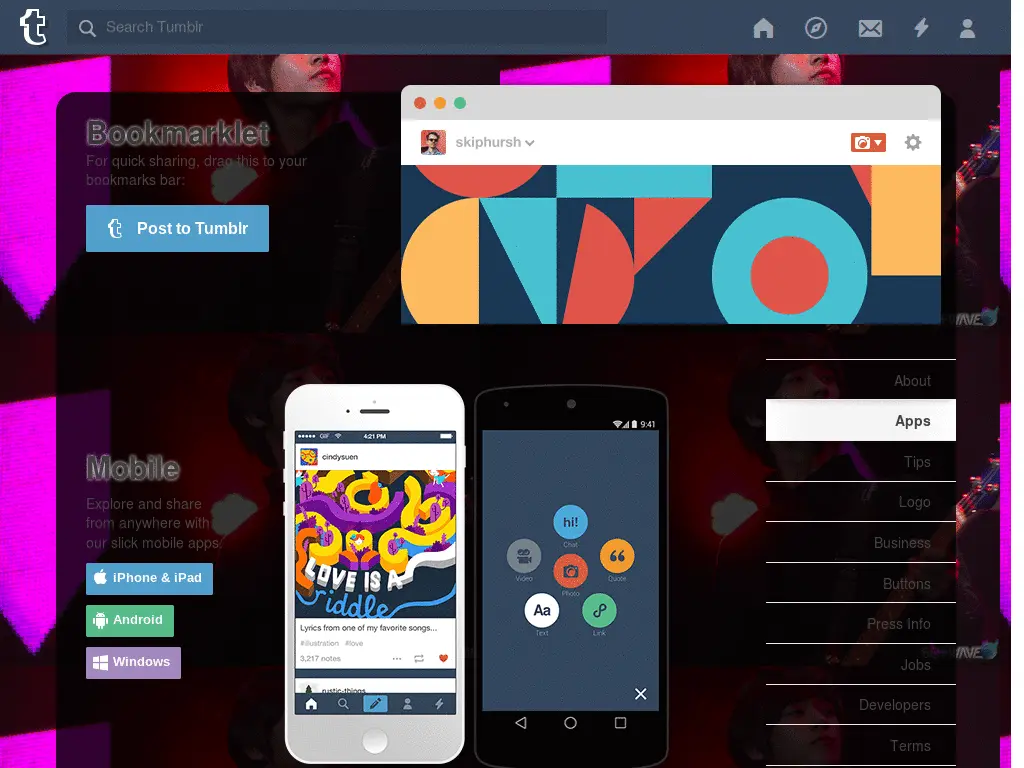 Search Tumblr
Bookmarklet
For quick sharing, drag this to your
bookmarks bar:
Post to Tumblr
skiphursh
About
Apps
Tips
Logo
Business
Buttons
Press Info
Jobs
Developers
Terms
Mobile
Explore and share
from anywhere with
our slick mobile apps.
iPhone & iPad
Android
Windows
GIF
4:21 PM
cindysuen
LOVE IS A
riddle
Lyrics from one of my favorite songs...
#illustration #love
3,217 notes
rustic-things
9:41
hi!
Chat
Video
Photo
Quote
Aa
Text
Link